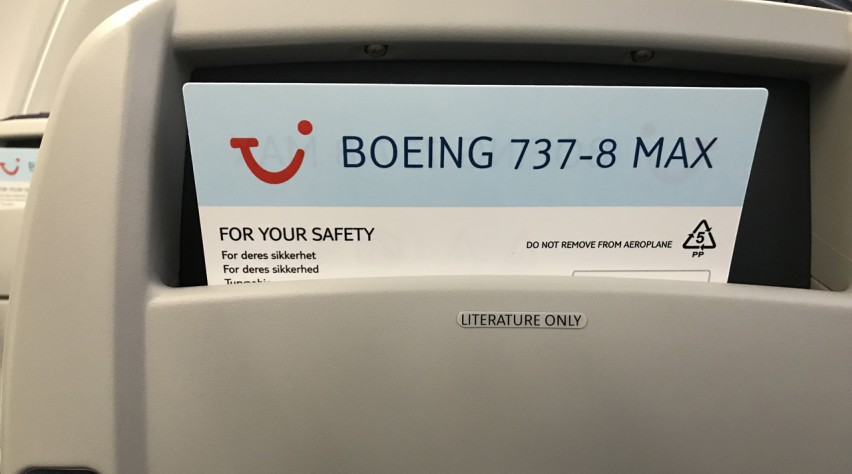 BOEING 737-8 MAX
FOR YOUR SAFETY
For deres sikkerhet
For deres sikkerhed
DO NOT REMOVE FROM AEROPLANE
5
PP
LITERATURE ONLY